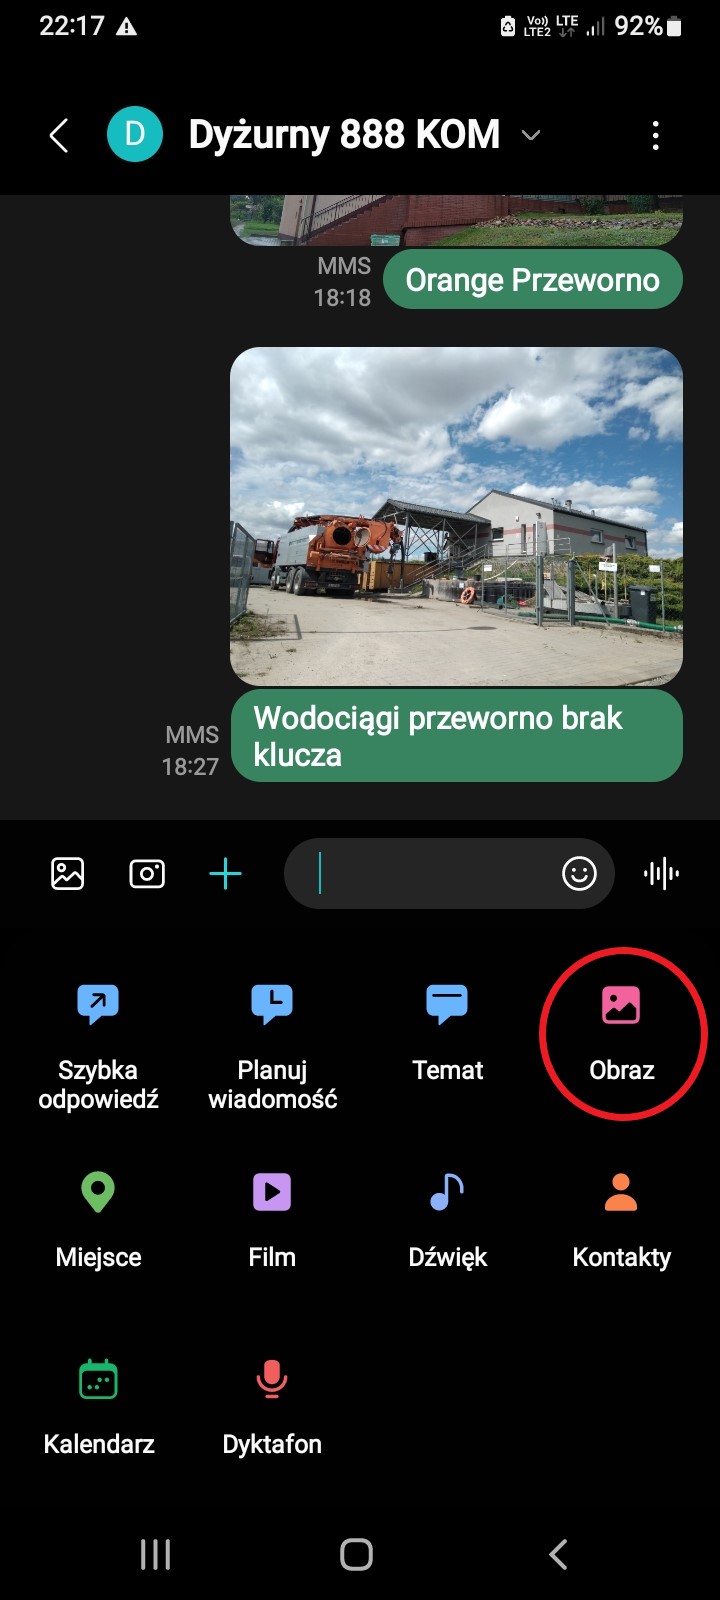 22:17
Vo)) LTE2 LTE 92%
D Dyżurny 888 KOM
MMS
18:18
Orange Przeworno
Wodociągi przeworno brak
klucza
MMS
18:27
Szybka
odpowiedź
Planuj
wiadomość
Temat
Obraz
Miejsce
Film
Dźwięk
Kontakty
Kalendarz
Dyktafon